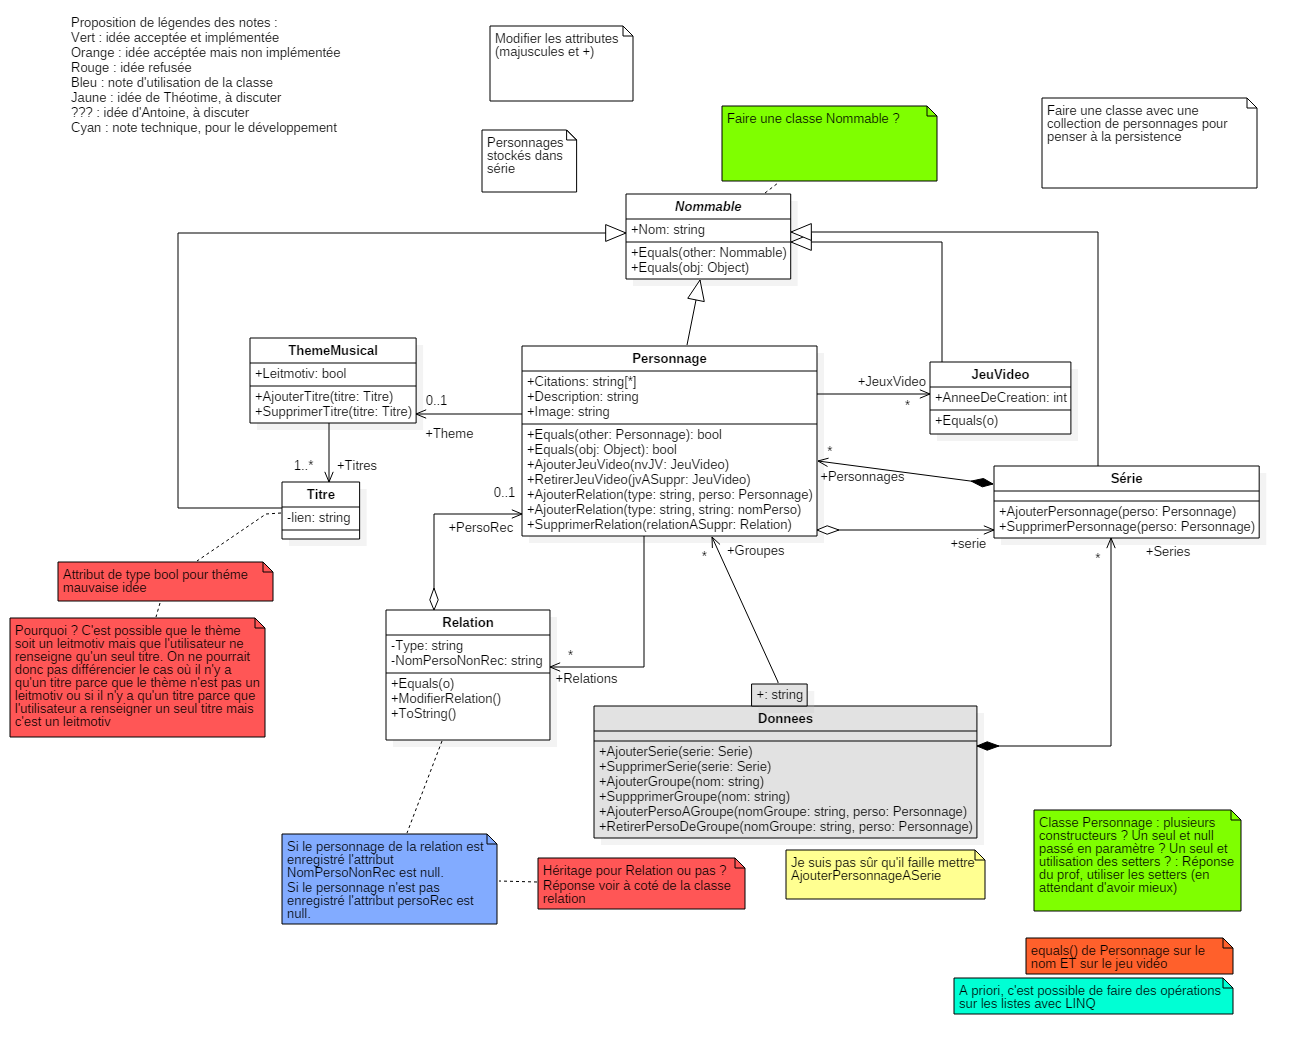 Proposition de légendes des notes :
Vert : idée acceptée et implémentée
Orange : idée accéptée mais non implémentée
Rouge : idée refusée
Bleu : note d'utilisation de la classe
Jaune : idée de Théotime, à discuter
??? : idée d'Antoine, à discuter
Cyan : note technique, pour le développement
Modifier les attributes
(majuscules et +)
Personnages
stockés dans
série
Faire une classe Nommable ?
Faire une classe avec une
collection de personnages pour
penser à la persistence
Nommable
+Nom: string
+Equals(other: Nommable)
+Equals(obj: Object)
ThemeMusical
+Leitmotiv: bool
+AjouterTitre(titre: Titre)
+SupprimerTitre(titre: Titre)
0..1
+Theme
Personnage
+Citations: string[*]
+Description: string
+Image: string
+Equals(other: Personnage): bool
+Equals(obj: Object): bool
+AjouterJeuVideo(nvJV: JeuVideo)
+RetirerJeuVideo(jvASuppr: JeuVideo)
+AjouterRelation(type: string, perso: Personnage)
+AjouterRelation(type: string, string: nomPerso)
+SupprimerRelation(relationASuppr: Relation)
+JeuxVideo
*
JeuVideo
+AnneeDeCreation: int
+Equals(o)
*
+Personnages
Série
+AjouterPersonnage(perso: Personnage)
+SupprimerPersonnage(perso: Personnage)
+serie
*
+Series
1..*
+Titres
Titre
-lien: string
0..1
+PersoRec
*
+Groupes
Attribut de type bool pour théme
mauvaise idée
Pourquoi ? C'est possible que le thème
soit un leitmotiv mais que l'utilisateur ne
renseigne qu'un seul titre. On ne pourrait
donc pas différencier le cas où il n'y a
qu'un titre parce que le thème n'est pas un
leitmotiv ou si il n'y a qu'un titre parce que
l'utilisateur a renseigner un seul titre mais
c'est un leitmotiv
Relation
-Type: string
-NomPersoNonRec: string
+Equals(o)
+ModifierRelation()
+ToString()
*
+Relations
+: string
Donnees
+AjouterSerie(serie: Serie)
+SupprimerSerie(serie: Serie)
+AjouterGroupe(nom: string)
+SuppprimerGroupe(nom: string)
+AjouterPersoAGroupe(nomGroupe: string, perso: Personnage)
+RetirerPersoDeGroupe(nomGroupe: string, perso: Personnage)
Si le personnage de la relation est
enregistré l'attribut
NomPersoNonRec est null.
Si le personnage n'est pas
enregistré l'attribut persoRec est
null.
Héritage pour Relation ou pas ?
Réponse voir à coté de la classe
relation
Je suis pas sûr qu'il faille mettre
AjouterPersonnageASerie
Classe Personnage : plusieurs
constructeurs ? Un seul et null
passé en paramètre ? Un seul et
utilisation des setters ? : Réponse
du prof, utiliser les setters (en
attendant d'avoir mieux)
equals() de Personnage sur le
nom ET sur le jeu vidéo
A priori, c'est possible de faire des opérations
sur les listes avec LINQ